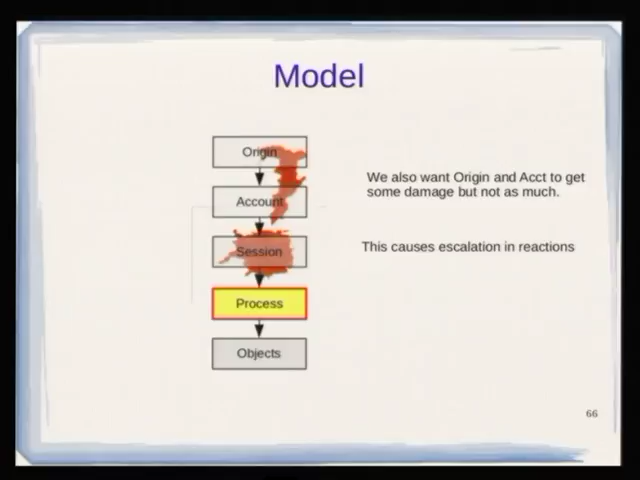 Model
Origin
Account
Session
Process
Objects
We also want Origin and Acct to get
some damage but not as much.
This causes escalation in reactions
66